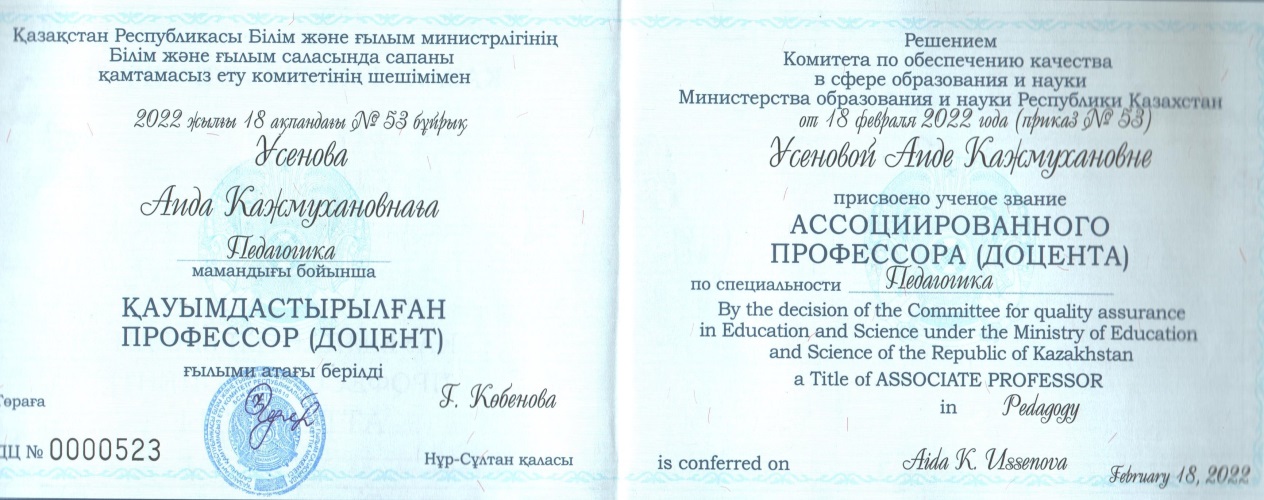 Қазақстан Республикасы Білім және ғылым министрлігінің
Білім және ғылым саласында сапаны
қамтамасыз ету комитетінің шешімімен
2022 жылғы 18 ақпандағы № 53 бұйрық
Усенова
Аида Кажмухановнаға
Педагогика
мамандығы бойынша
ҚАУЫМДАСТЫРЫЛҒАН
ПРОФЕССОР (ДОЦЕНТ)
ғылыми атағы берілді
Төраға
Г. Көбенова
ДЦ № 0000523
Нұр-Сұлтан қаласы
Решением
Комитета по обеспечению качества
в сфере образования и науки
Министерства образования и науки Республики Казахстан
от 18 февраля 2022 года (приказ № 53)
Усеновой Аиде Кажмухановне
присвоено ученое звание
АССОЦИИРОВАННОГО
ПРОФЕССОРА (ДОЦЕНТА)
по специальности Педагогика
By the decision of the Committee for quality assurance
in Education and Science under the Ministry of Education
and Science of the Republic of Kazakhstan
a Title of ASSOCIATE PROFESSOR
in Pedagogy
is conferred on Aida K. Ussenova
February 18, 2022